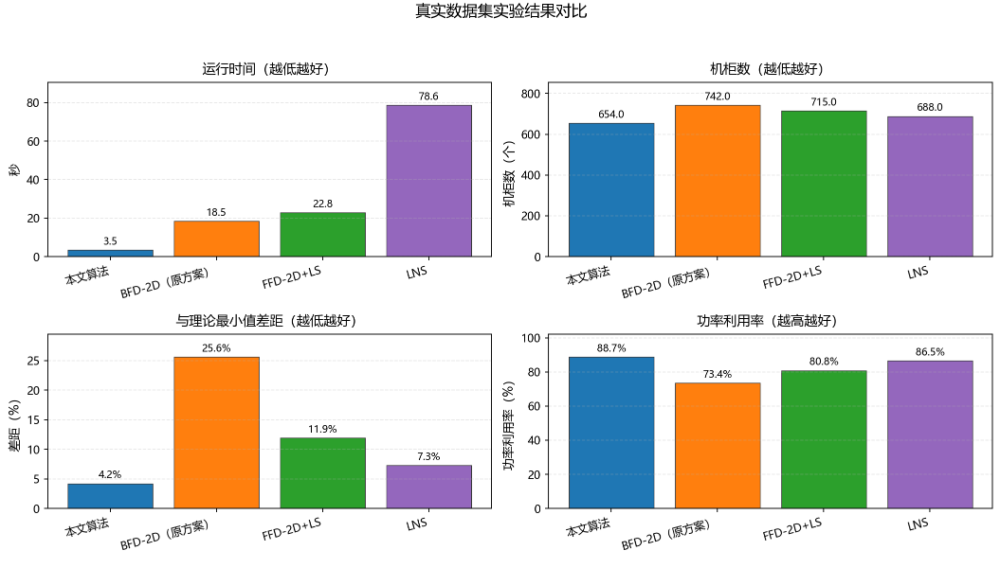 真实数据集实验结果对比
运行时间（越低越好）
秒
80
60
40
20
0
3.5
18.5
22.8
78.6
本文算法
BFD-2D（原方案）
FFD-2D+LS
LNS
机柜数（越低越好）
机柜数（个）
800
600
400
200
0
654.0
742.0
715.0
688.0
本文算法
BFD-2D（原方案）
FFD-2D+LS
LNS
与理论最小值差距（越低越好）
差距（%）
25
20
15
10
5
0
4.2%
25.6%
11.9%
7.3%
本文算法
BFD-2D（原方案）
FFD-2D+LS
LNS
功率利用率（越高越好）
功率利用率（%）
100
80
60
40
20
0
88.7%
73.4%
80.8%
86.5%
本文算法
BFD-2D（原方案）
FFD-2D+LS
LNS